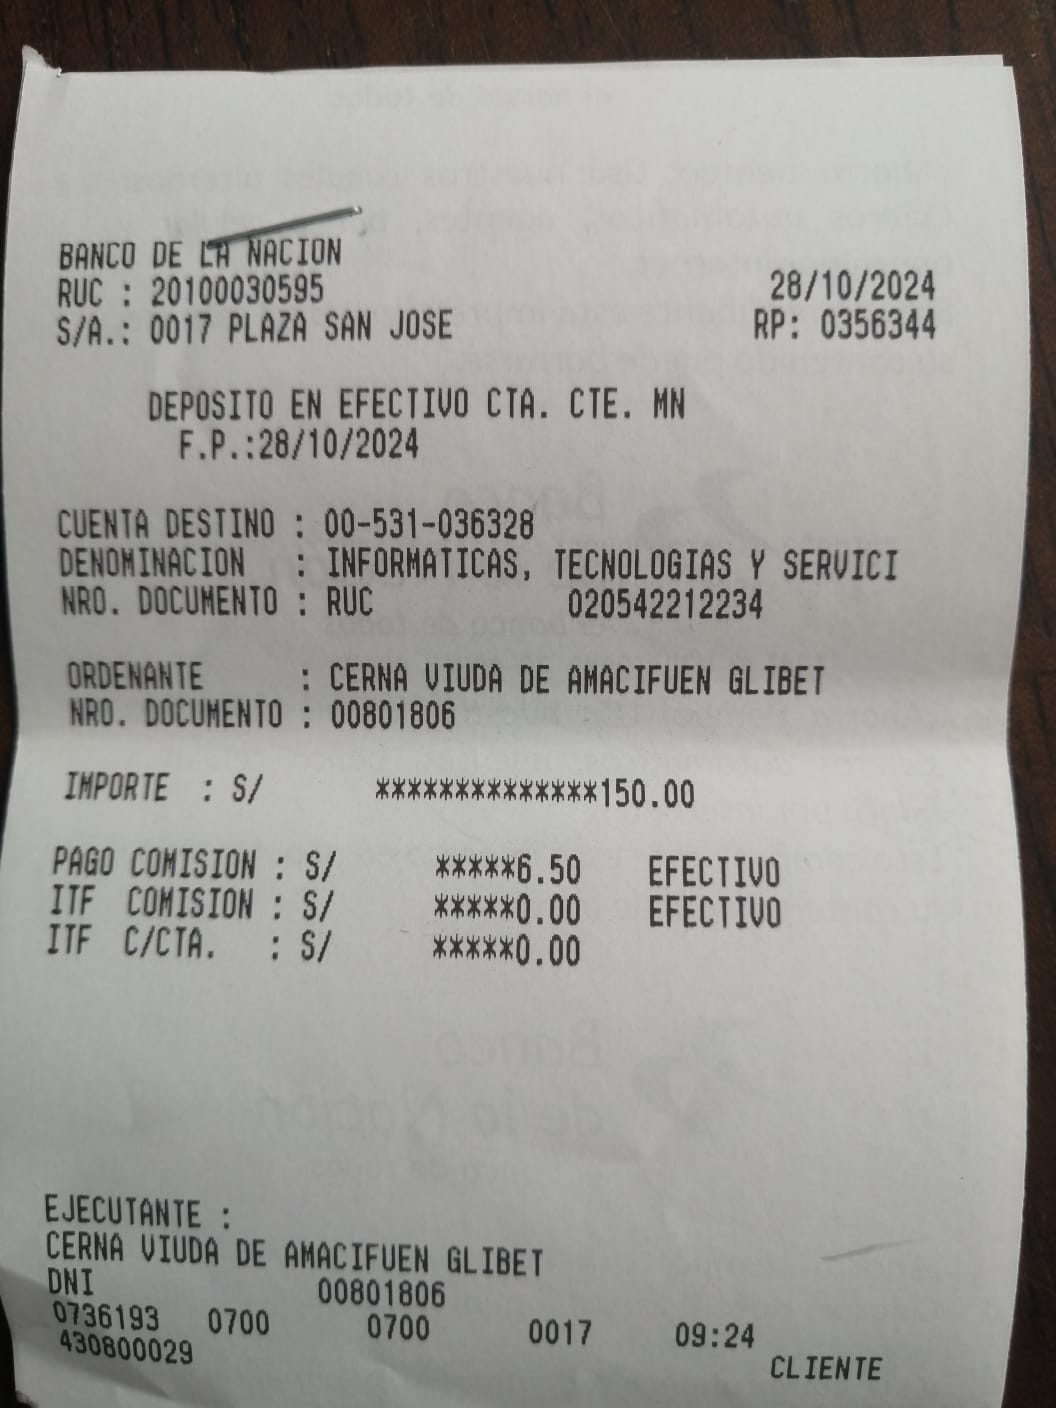 BANCO DE LA NACION
RUC : 20100030595 28/10/2024
S/A.: 0017 PLAZA SAN JOSE RP: 0356344
DEPOSITO EN EFECTIVO CTA. CTE. MN
F.P.:28/10/2024
CUENTA DESTINO : 00-531-036328
DENOMINACION : INFORMATICAS, TECNOLOGIAS Y SERVICI
NRO. DOCUMENTO : RUC 020542212234
ORDENANTE : CERNA VIUDA DE AMACIFUEN GLIBET
NRO. DOCUMENTO : 00801806
IMPORTE : S/ **************150.00
PAGO COMISION : S/ *****6.50 EFECTIVO
ITF COMISION : S/ *****0.00 EFECTIVO
ITF C/CTA. : S/ *****0.00
EJECUTANTE :
CERNA VIUDA DE AMACIFUEN GLIBET
DNI 00801806
0736193 0700 0700 0017 09:24
430800029
CLIENTE